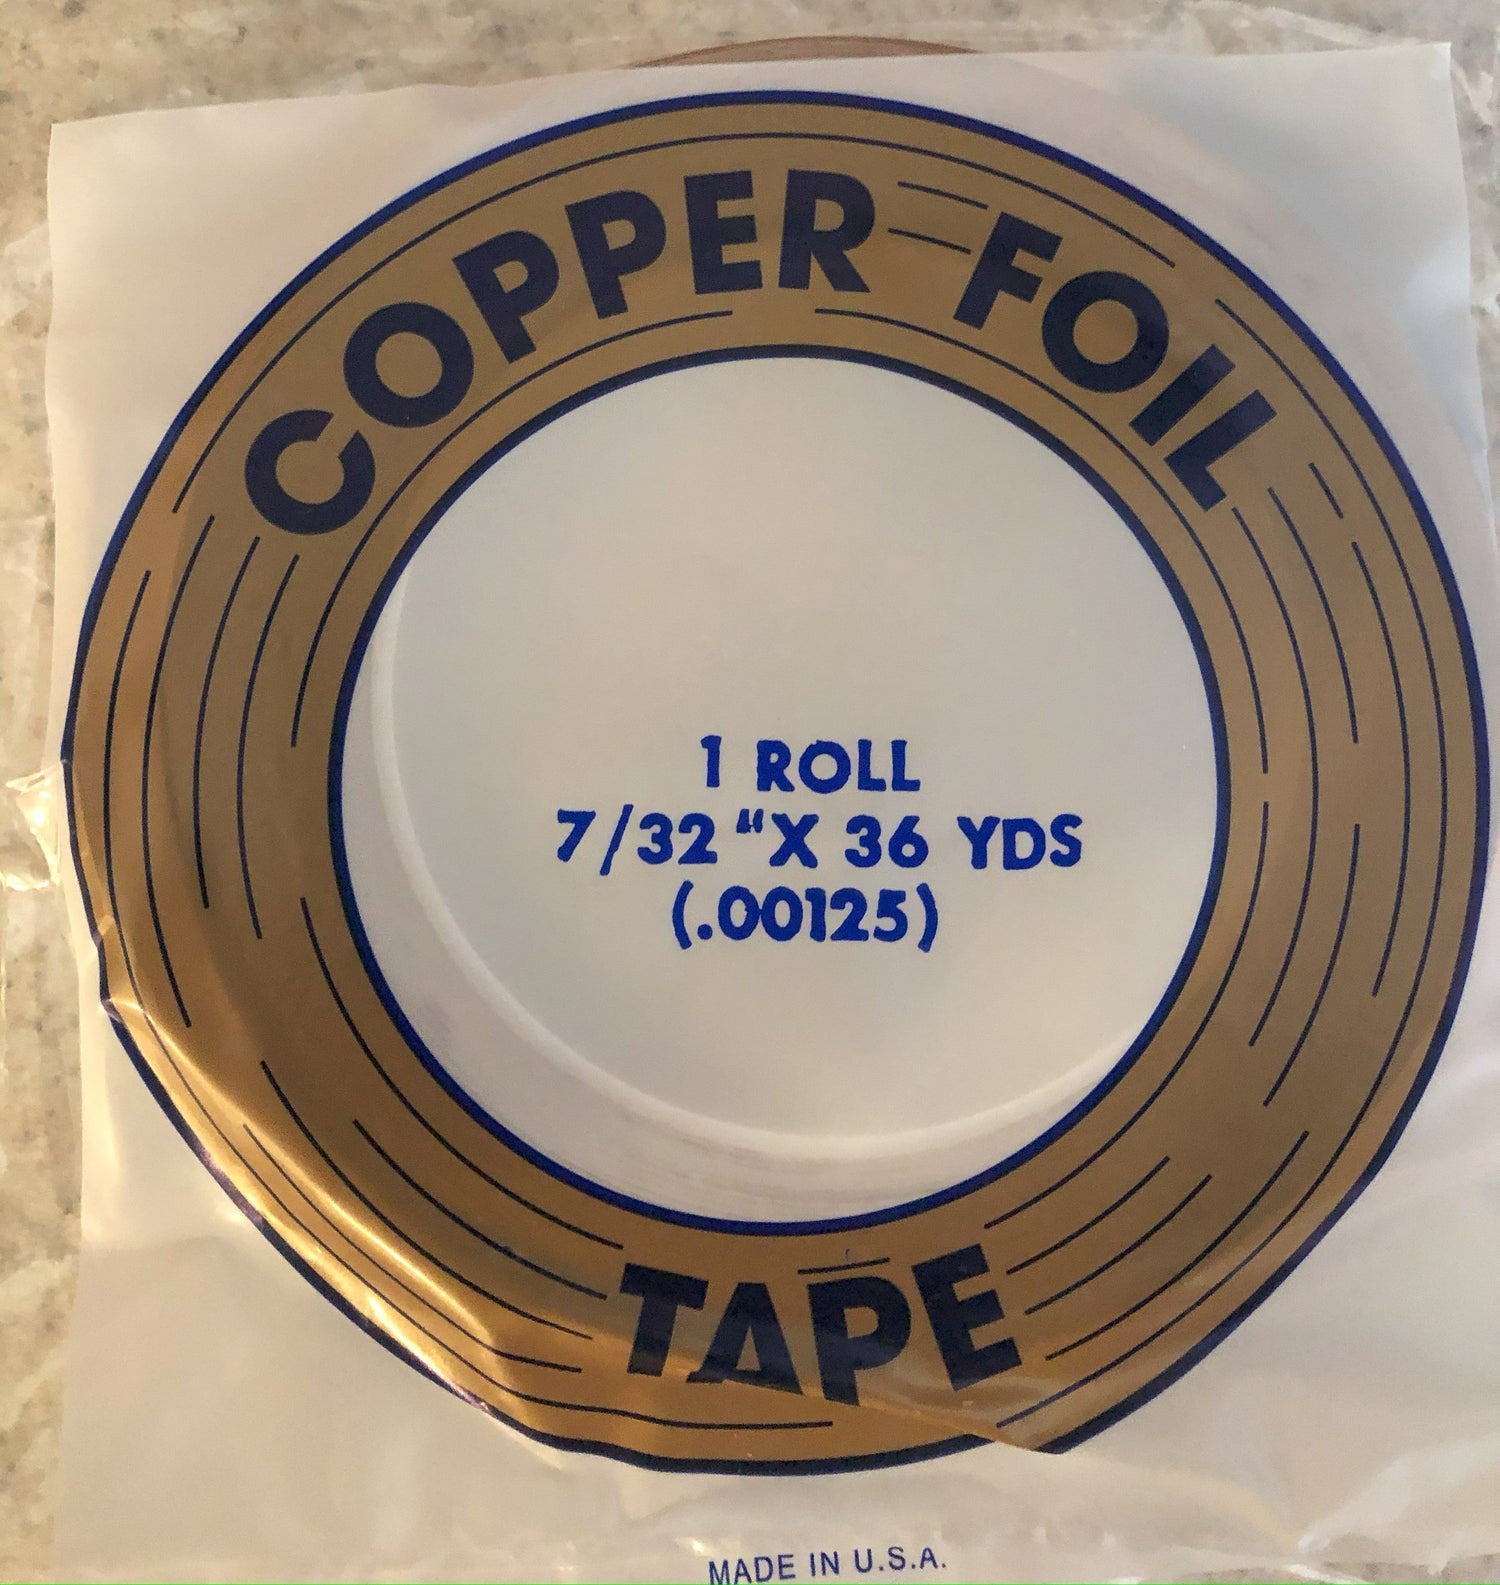 COPPER FOIL
1 ROLL
7/32 "X 36 YDS
(.00125)
TAPE
MADE IN U.S.A.